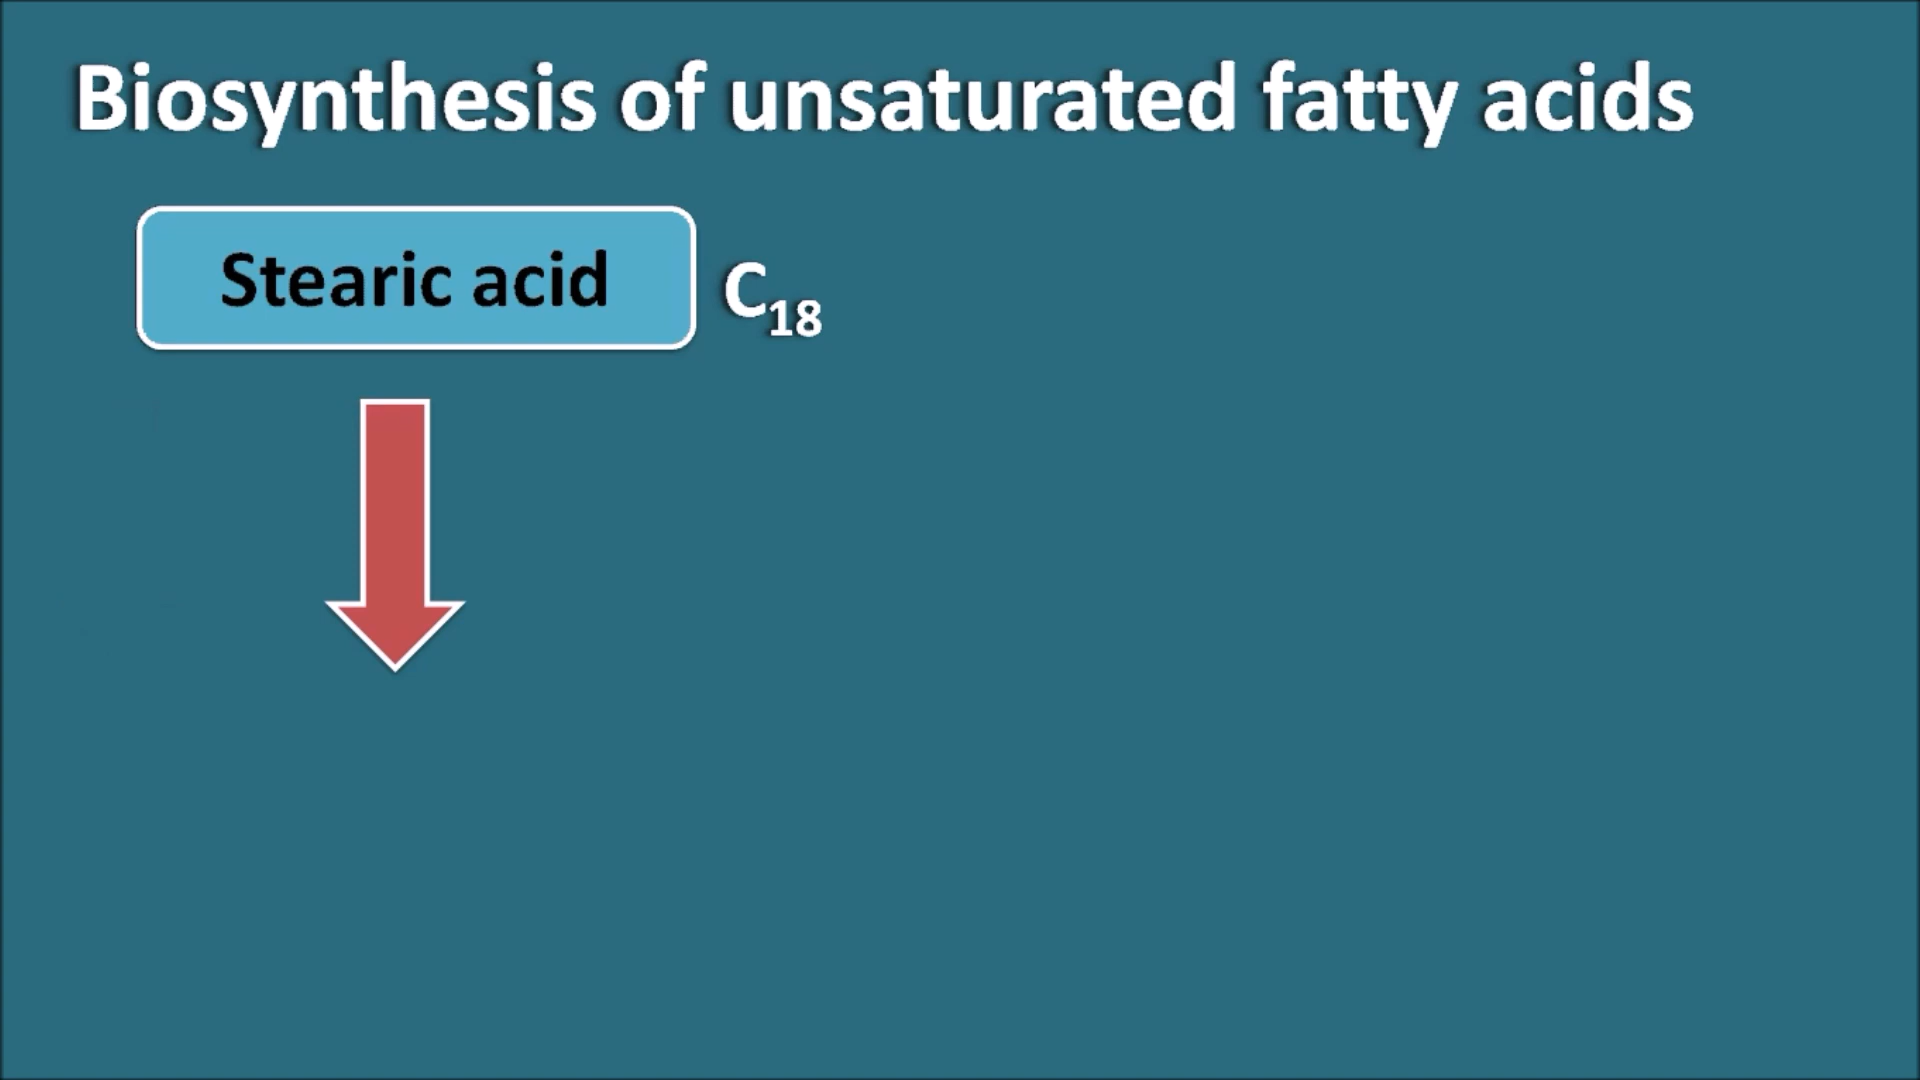 Biosynthesis of unsaturated fatty acids
Stearic acid C₁₈